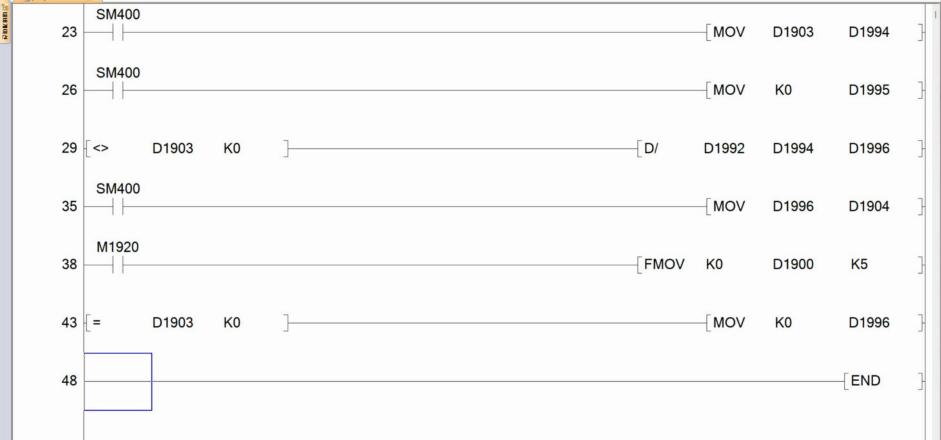 SM400
23 MOV D1903 D1994
SM400
26 MOV K0 D1995
29 <> D1903 K0 D/ D1992 D1994 D1996
SM400
35 MOV D1996 D1904
M1920
38 FMOV K0 D1900 K5
43 = D1903 K0 MOV K0 D1996
48 END